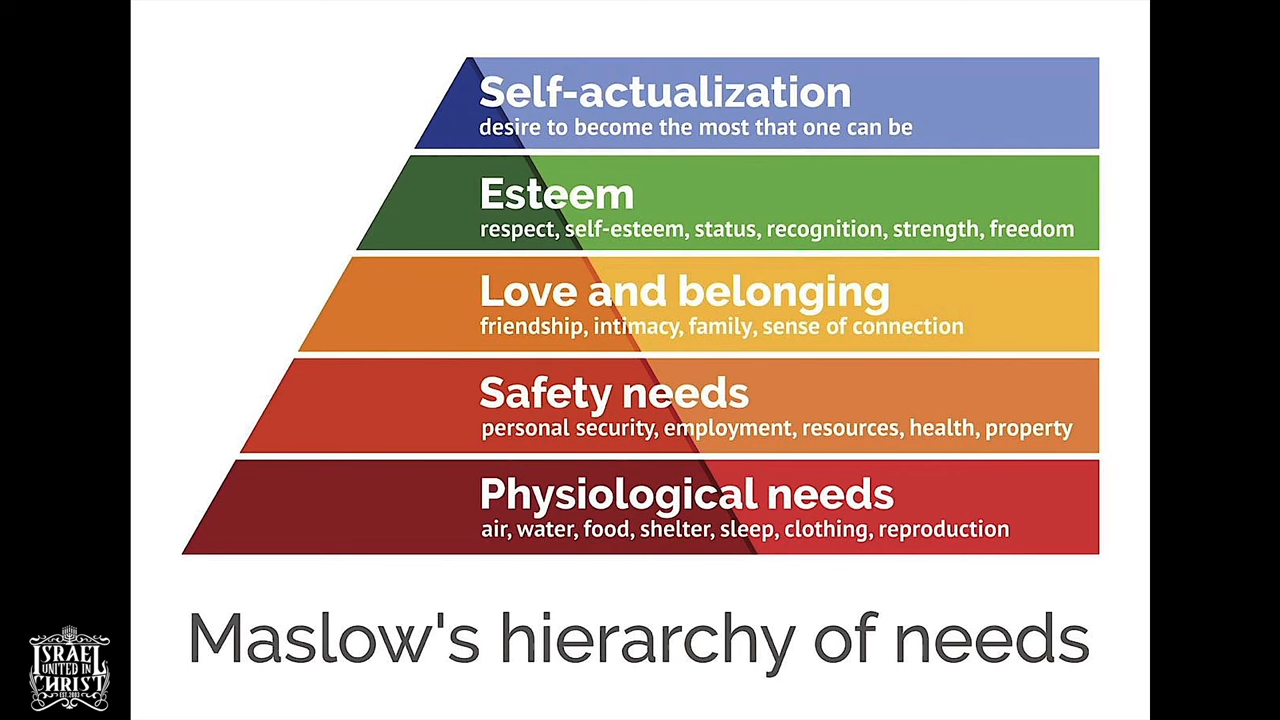 Self-actualization
desire to become the most that one can be
Esteem
respect, self-esteem, status, recognition, strength, freedom
Love and belonging
friendship, intimacy, family, sense of connection
Safety needs
personal security, employment, resources, health, property
Physiological needs
air, water, food, shelter, sleep, clothing, reproduction
Maslow's hierarchy of needs
ISRAEL
UNITED IN
CHRIST
EST. 2003